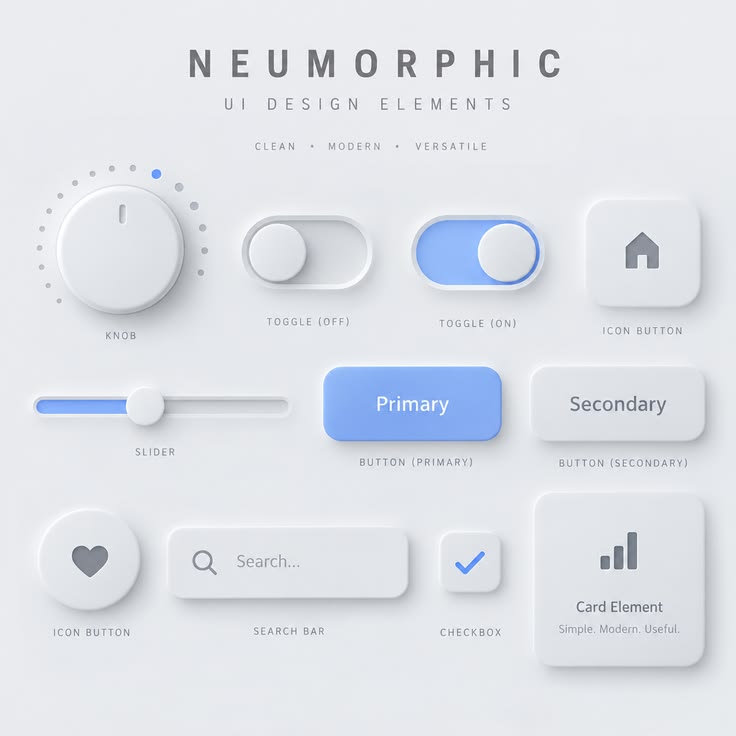 NEUMORPHIC
UI DESIGN ELEMENTS
CLEAN • MODERN • VERSATILE
KNOB
TOGGLE (OFF)
TOGGLE (ON)
ICON BUTTON
SLIDER
Primary
BUTTON (PRIMARY)
Secondary
BUTTON (SECONDARY)
ICON BUTTON
Search...
SEARCH BAR
CHECKBOX
Card Element
Simple. Modern. Useful.